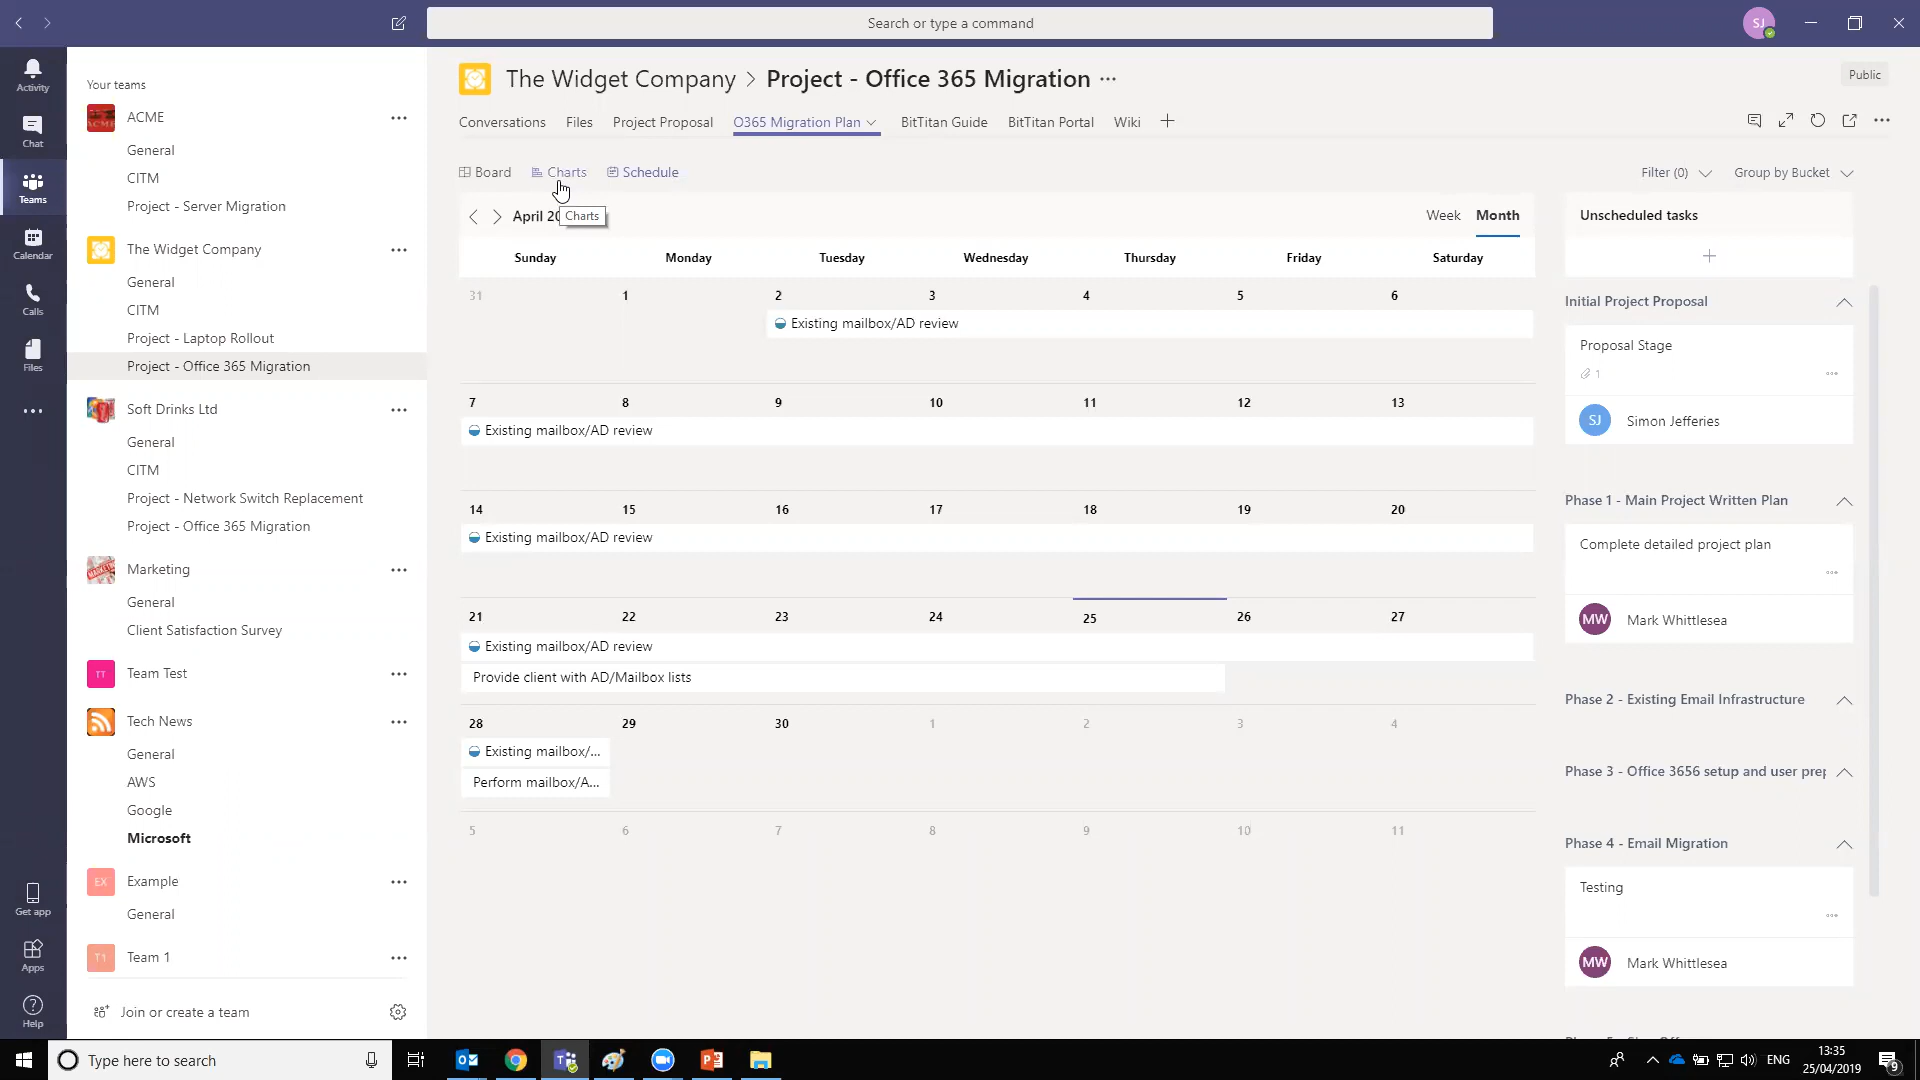 Search or type a command
SJ
Activity
Chat
Teams
Calendar
Calls
Files
Get app
Apps
Help
Your teams
ACME
General
CITM
Project - Server Migration
The Widget Company
General
CITM
Project - Laptop Rollout
Project - Office 365 Migration
Soft Drinks Ltd
General
CITM
Project - Network Switch Replacement
Project - Office 365 Migration
Marketing
General
Client Satisfaction Survey
TT Team Test
Tech News
General
AWS
Google
Microsoft
EX Example
General
T1 Team 1
Join or create a team
The Widget Company > Project - Office 365 Migration
Public
Conversations Files Project Proposal O365 Migration Plan BitTitan Guide BitTitan Portal Wiki
Board Charts Schedule
Filter (0) Group by Bucket
April 20
Charts
Week Month
Sunday Monday Tuesday Wednesday Thursday Friday Saturday
31 1 2 3 4 5 6
Existing mailbox/AD review
7 8 9 10 11 12 13
Existing mailbox/AD review
14 15 16 17 18 19 20
Existing mailbox/AD review
21 22 23 24 25 26 27
Existing mailbox/AD review
Provide client with AD/Mailbox lists
28 29 30 1 2 3 4
Existing mailbox/...
Perform mailbox/A...
5 6 7 8 9 10 11
Unscheduled tasks
Initial Project Proposal
Proposal Stage
1
SJ Simon Jefferies
Phase 1 - Main Project Written Plan
Complete detailed project plan
MW Mark Whittlesea
Phase 2 - Existing Email Infrastructure
Phase 3 - Office 3656 setup and user prep
Phase 4 - Email Migration
Testing
MW Mark Whittlesea
Type here to search
ENG
13:35
25/04/2019
9